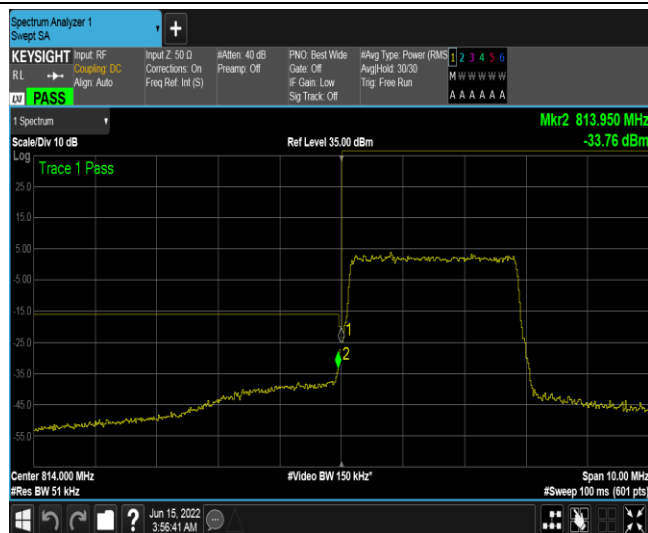 Spectrum Analyzer 1
Swept SA
+
KEYSIGHT Input: RF Input Z: 50 Ω #Atten: 40 dB PNO: Best Wide #Avg Type: Power (RMS 1 2 3 4 5 6
RL Coupling: DC Corrections: On Preamp: Off Gate: Off Avg|Hold: 30/30 M W W W W W
Align: Auto Freq Ref: Int (S) IF Gain: Low Trig: Free Run
LXI PASS Sig Track: Off A A A A A A
1 Spectrum Mkr2 813.950 MHz
Scale/Div 10 dB Ref Level 35.00 dBm -33.76 dBm
Log
Trace 1 Pass
25.0
15.0
5.00
-5.00
-15.0
1
-25.0
2
-35.0
-45.0
-55.0
Center 814.000 MHz #Video BW 150 kHz* Span 10.00 MHz
#Res BW 51 kHz #Sweep 100 ms (601 pts)
? Jun 15, 2022
3:56:41 AM